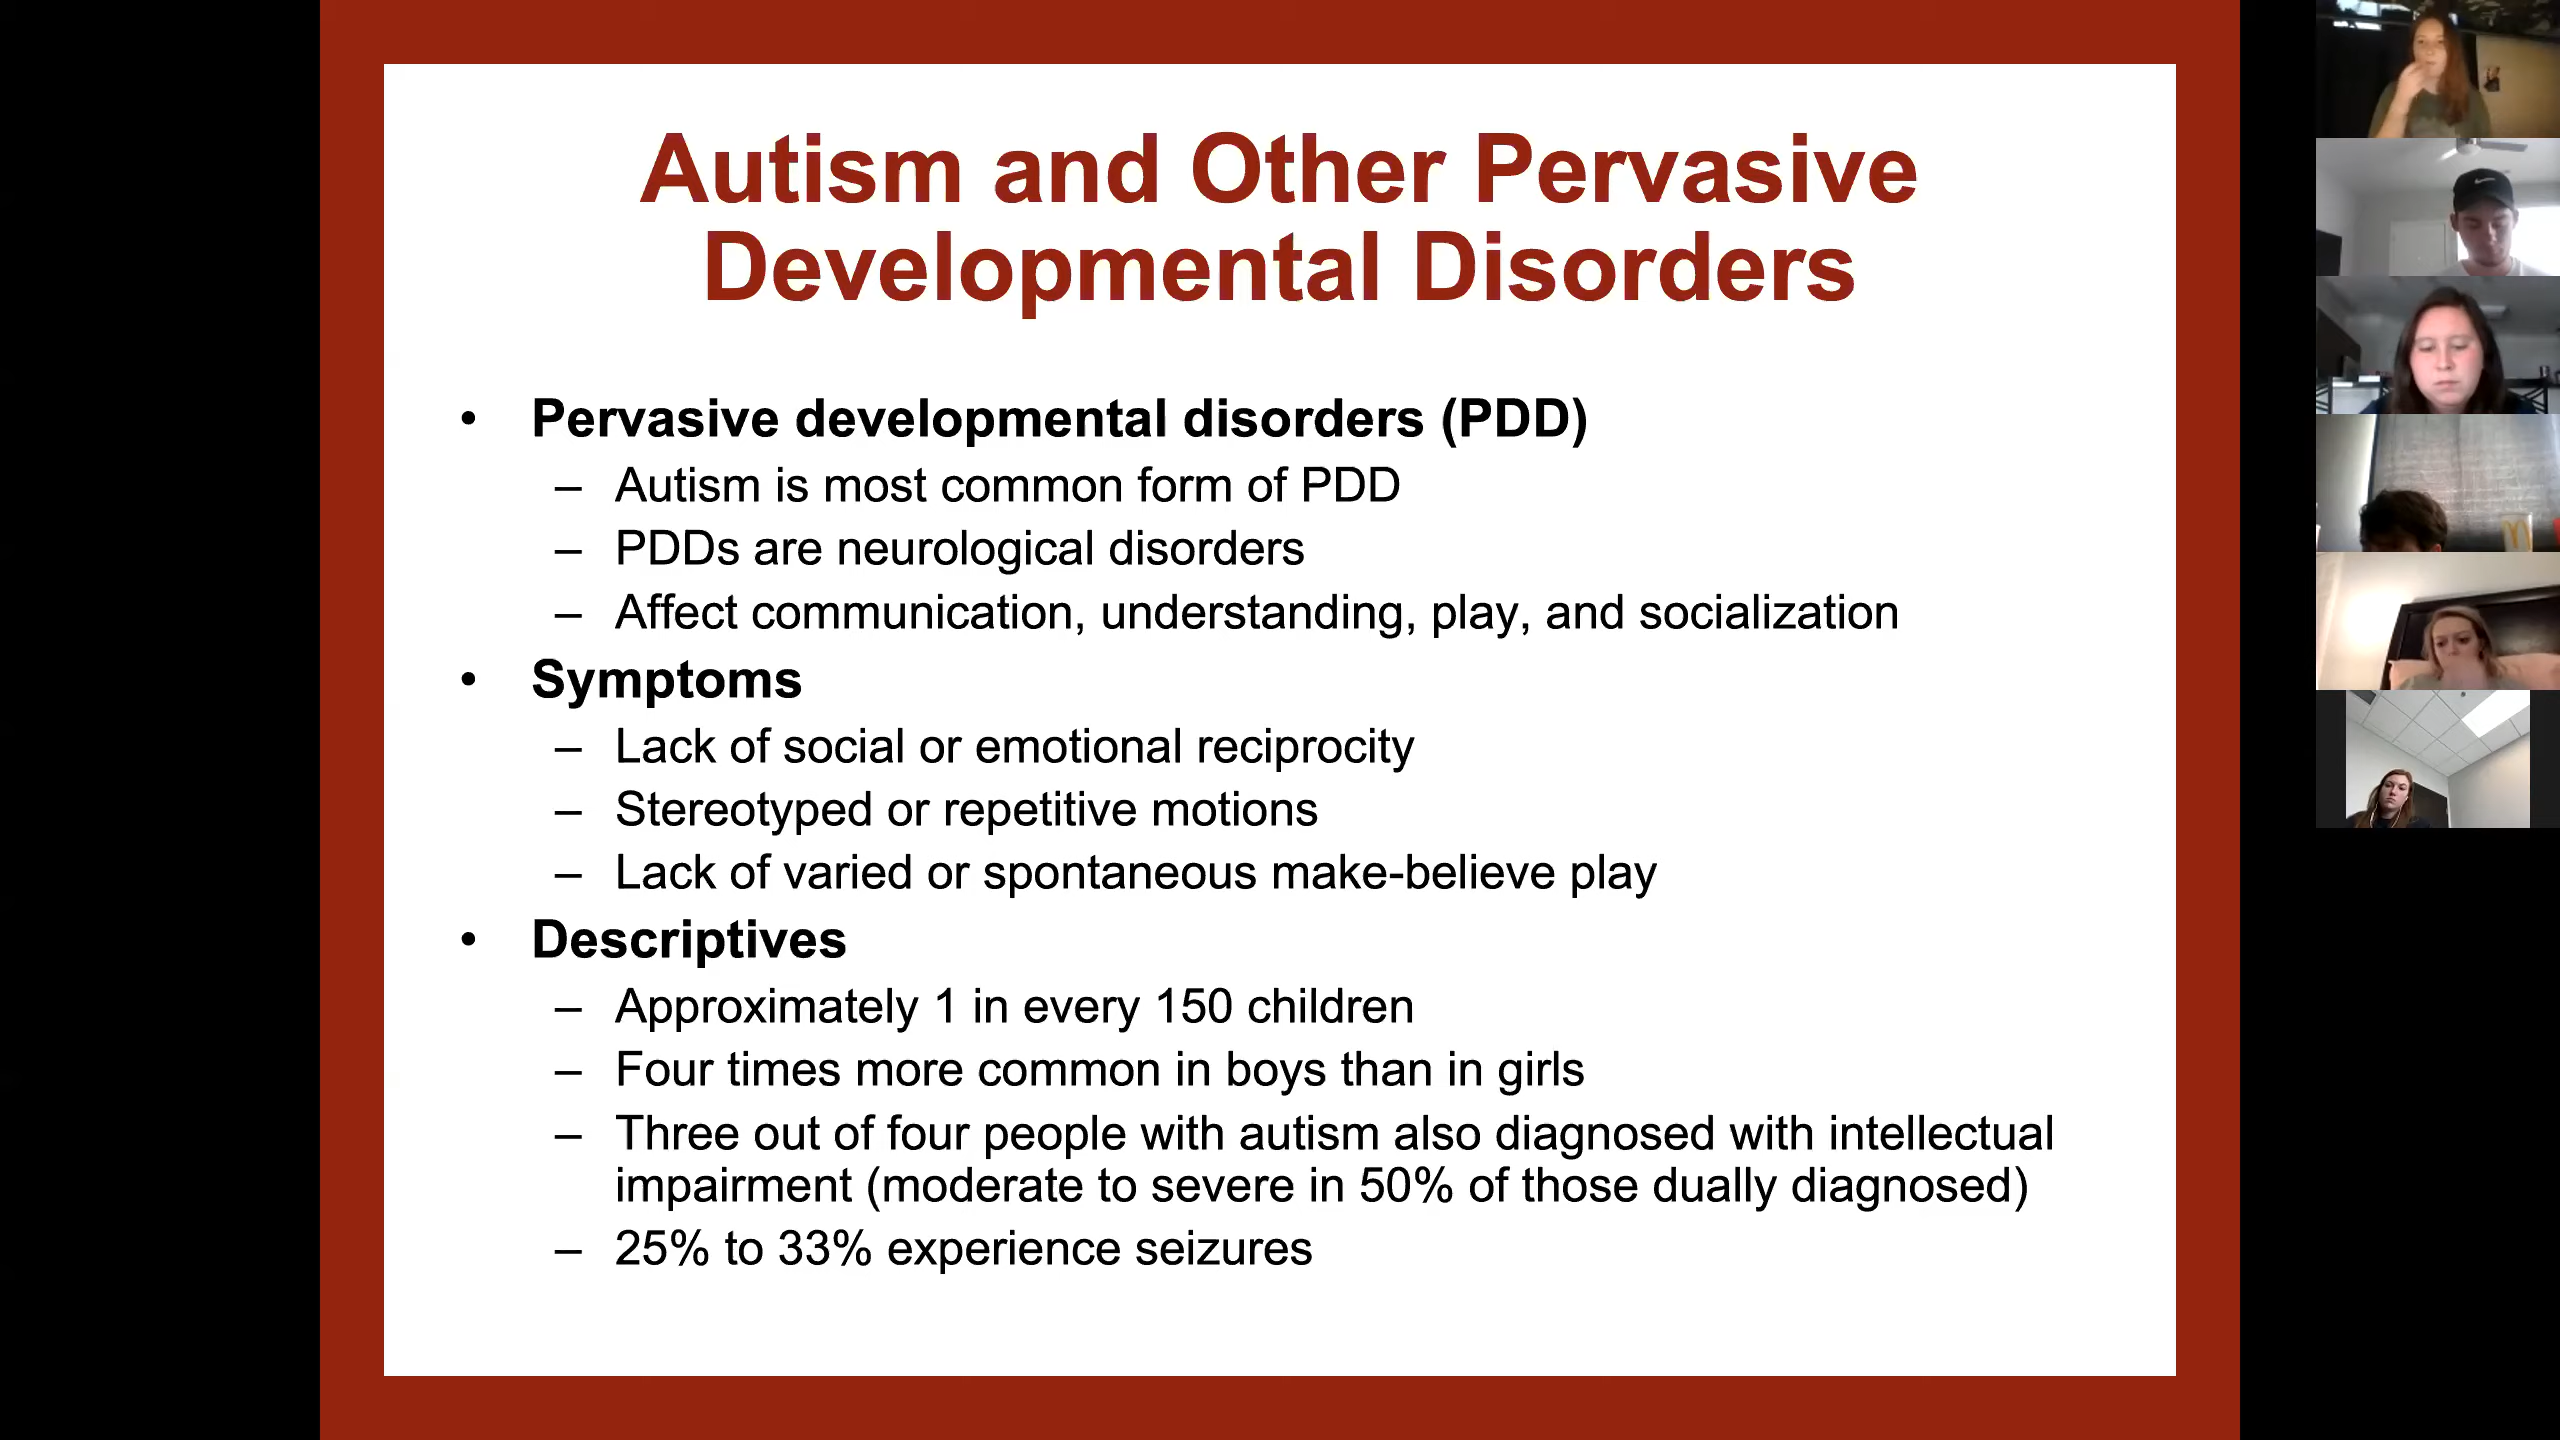 Autism and Other Pervasive
Developmental Disorders
• Pervasive developmental disorders (PDD)
– Autism is most common form of PDD
– PDDs are neurological disorders
– Affect communication, understanding, play, and socialization
• Symptoms
– Lack of social or emotional reciprocity
– Stereotyped or repetitive motions
– Lack of varied or spontaneous make-believe play
• Descriptives
– Approximately 1 in every 150 children
– Four times more common in boys than in girls
– Three out of four people with autism also diagnosed with intellectual
impairment (moderate to severe in 50% of those dually diagnosed)
– 25% to 33% experience seizures